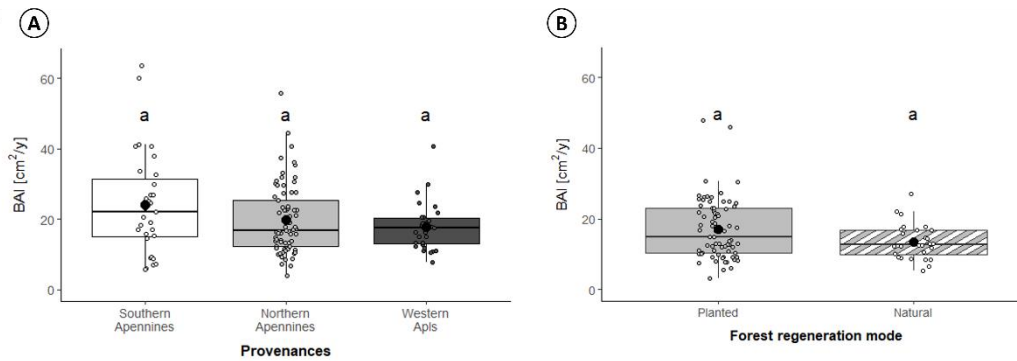 A
BAI [cm²/y]
60
40
20
0
a a a
Southern Apennines
Northern Apennines
Western Apls
Provenances
B
BAI [cm²/y]
60
40
20
0
a a
Planted Natural
Forest regeneration mode